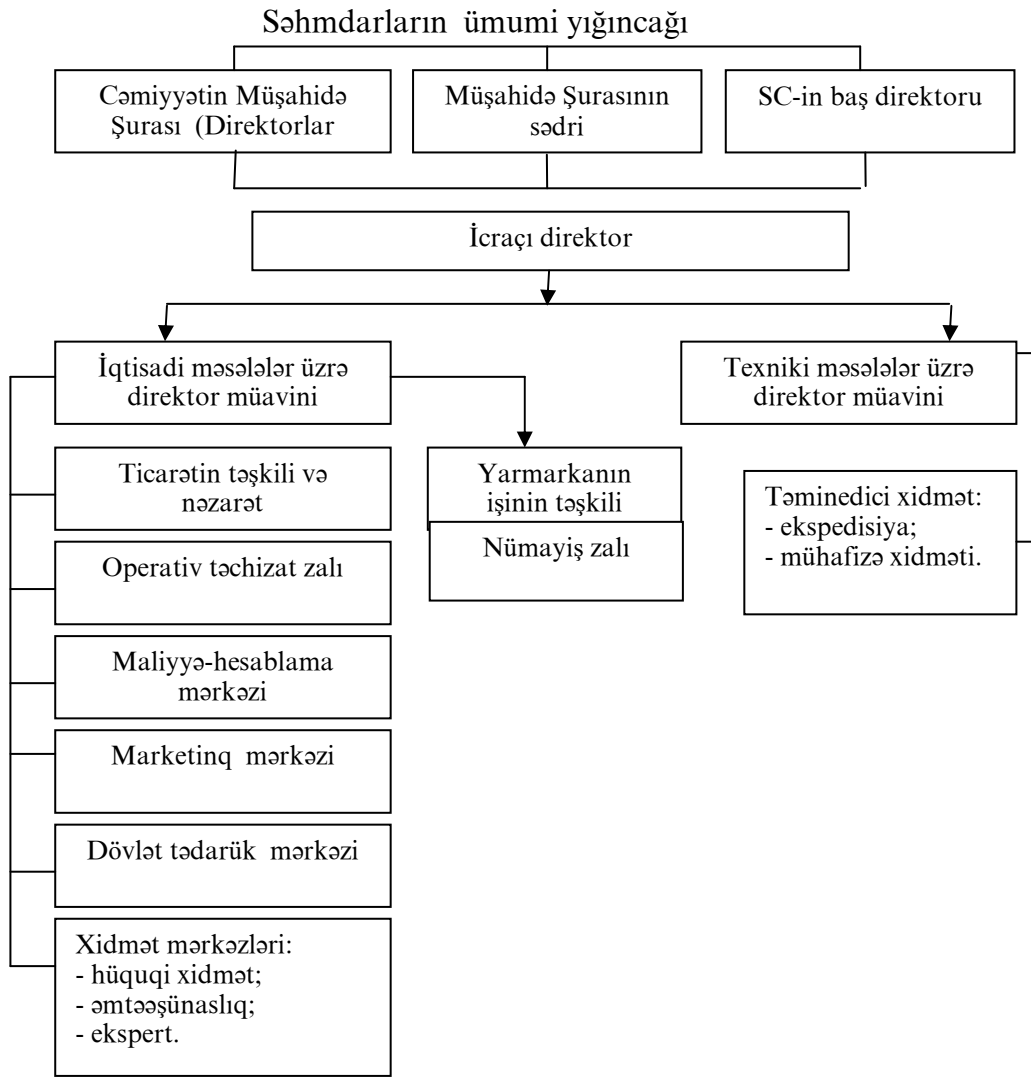 Səhmdarların ümumi yığıncağı
Cəmiyyətin Müşahidə
Şurası (Direktorlar
Müşahidə Şurasının
sədri
SC-in baş direktoru
İcraçı direktor
İqtisadi məsələlər üzrə
direktor müavini
Texniki məsələlər üzrə
direktor müavini
Ticarətin təşkili və
nəzarət
Yarmarkanın
işinin təşkili
Nümayiş zalı
Təminedici xidmət:
- ekspedisiya;
- mühafizə xidməti.
Operativ təchizat zalı
Maliyyə-hesablama
mərkəzi
Marketinq mərkəzi
Dövlət tədarük mərkəzi
Xidmət mərkəzləri:
- hüquqi xidmət;
- əmtəəşünaslıq;
- ekspert.